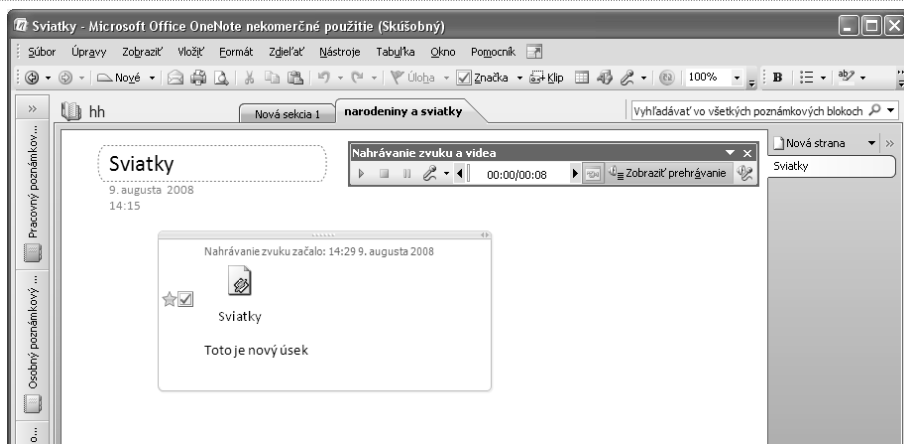 Sviatky - Microsoft Office OneNote nekomerčné použitie (Skúšobný)
Súbor Úpravy Zobraziť Vložiť Formát Zdieľať Nástroje Tabuľka Okno Pomocník
Nové Úloha Značka Klip 100% B ab
hh Nová sekcia 1 narodeniny a sviatky Vyhľadávať vo všetkých poznámkových blokoch
Nová strana
Sviatky
Sviatky
9. augusta 2008
14:15
Nahrávanie zvuku a videa
00:00/00:08 Zobraziť prehrávanie
Nahrávanie zvuku začalo: 14:29 9. augusta 2008
Sviatky
Toto je nový úsek
Pracovný poznámkov...
Osobný poznámkový ...
o...